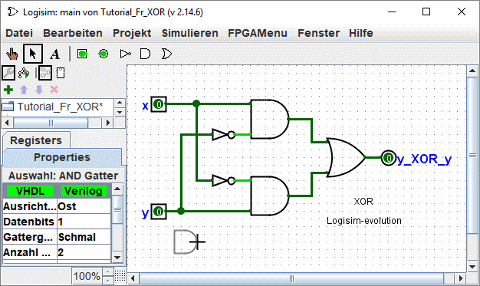 Logisim: main von Tutorial_Fr_XOR (v 2.14.6)
Datei Bearbeiten Projekt Simulieren FPGAMenu Fenster Hilfe
A
Tutorial_Fr_XOR*
Registers
Properties
Auswahl: AND Gatter
VHDL Verilog
Ausricht... Ost
Datenbits 1
Gatterg... Schmal
Anzahl ... 2
100%
x 0
y 0
0 y_XOR_y
XOR
Logisim-evolution